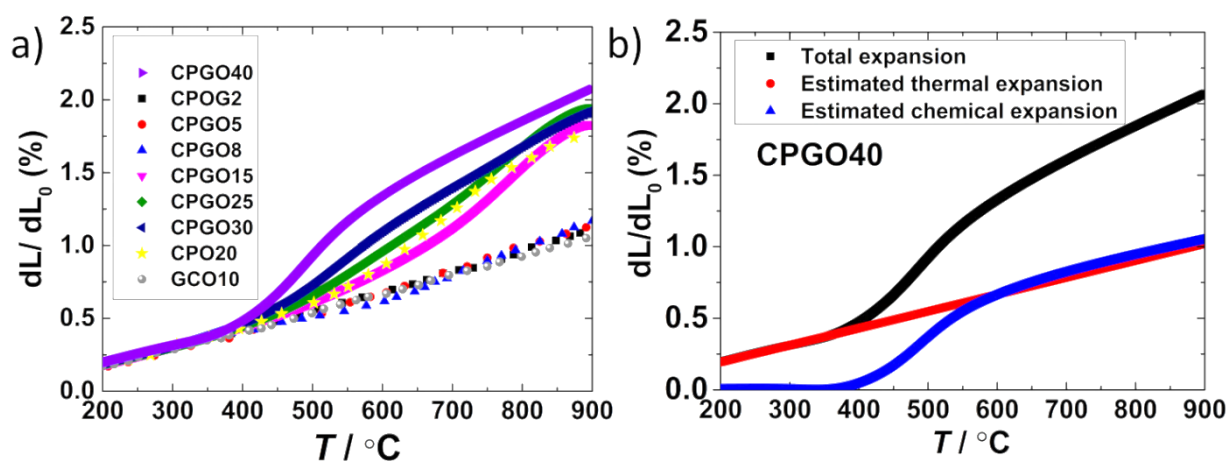 a)
2.5
2.0
1.5
1.0
0.5
0.0
dL/ dL₀ (%)
CPGO40
CPOG2
CPGO5
CPGO8
CPGO15
CPGO25
CPGO30
CPO20
GCO10
200 300 400 500 600 700 800 900
T / °C
b)
2.5
2.0
1.5
1.0
0.5
0.0
dL/ dL₀ (%)
Total expansion
Estimated thermal expansion
Estimated chemical expansion
CPGO40
200 300 400 500 600 700 800 900
T / °C